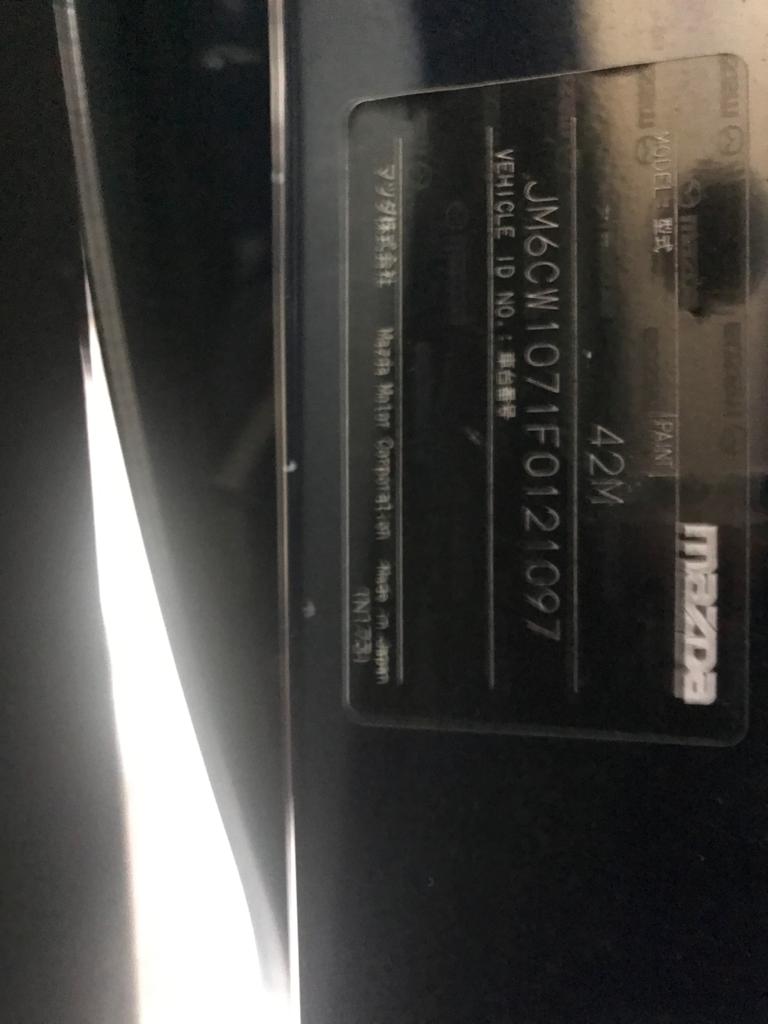 mazda
MODEL: 型式 PAINT
42M
JM6CW1071F0121097
VEHICLE ID NO.: 車台番号
マツダ株式会社 Mazda Motor Corporation Made in Japan